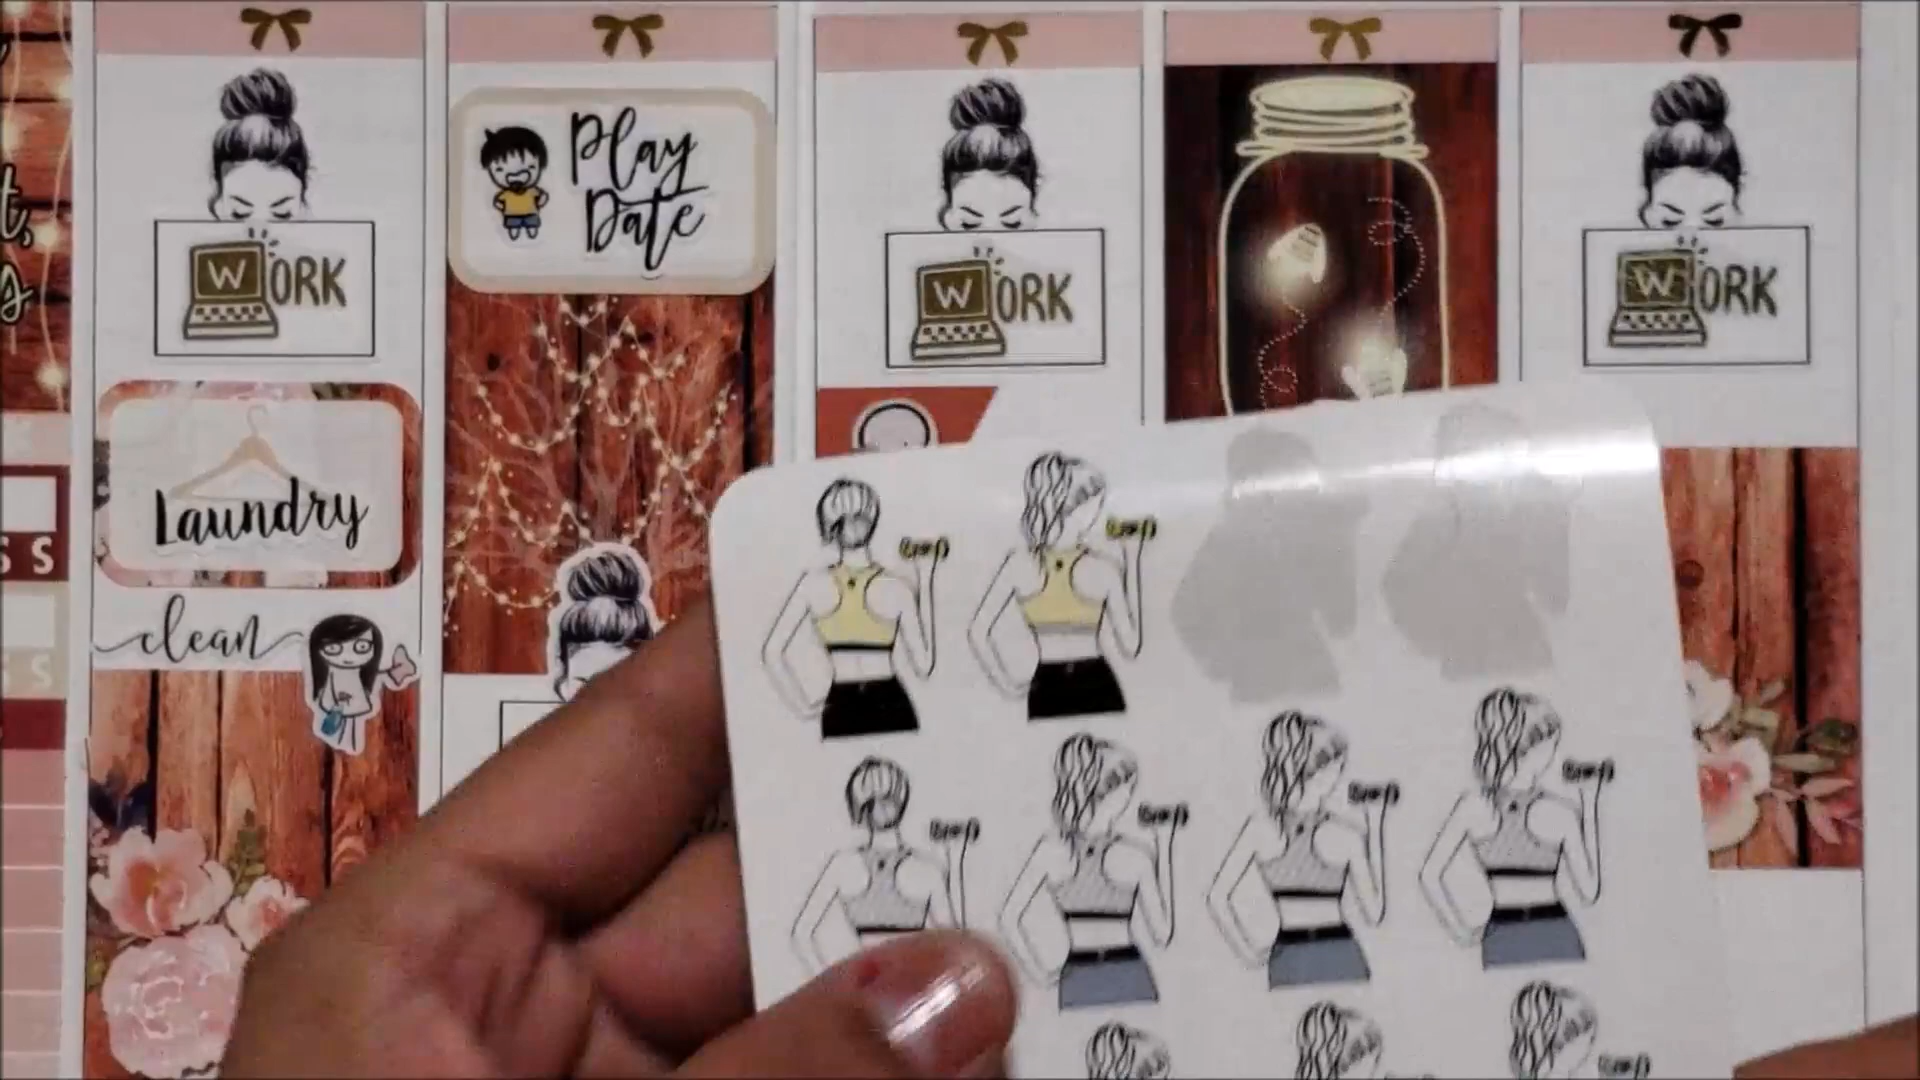 WORK
Play
Date
WORK
WORK
Laundry
clean
t,
S S
S